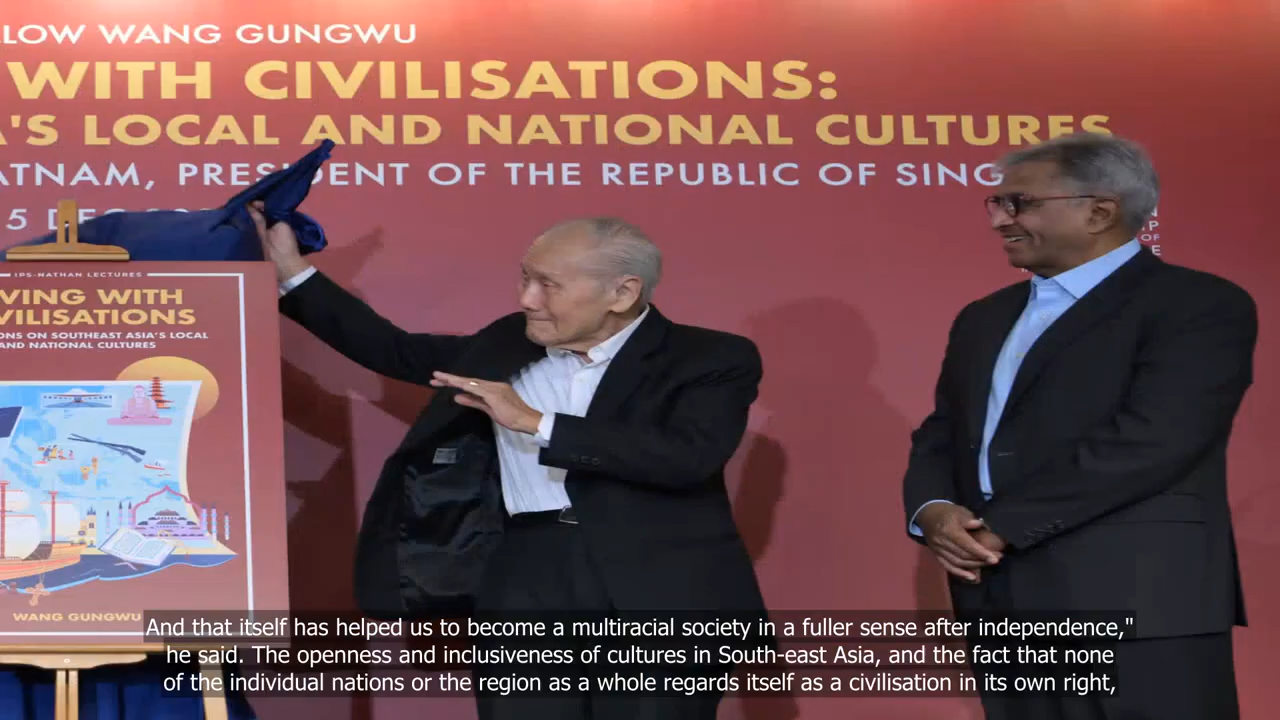 LLOW WANG GUNGWU
WITH CIVILISATIONS:
A'S LOCAL AND NATIONAL CULTURES
ATNAM, PRESIDENT OF THE REPUBLIC OF SING
5 DEC
IPS-NATHAN LECTURES
VING WITH
VILISATIONS
ONS ON SOUTHEAST ASIA'S LOCAL
AND NATIONAL CULTURES
WANG GUNGWU
And that itself has helped us to become a multiracial society in a fuller sense after independence,"
he said. The openness and inclusiveness of cultures in South-east Asia, and the fact that none
of the individual nations or the region as a whole regards itself as a civilisation in its own right,